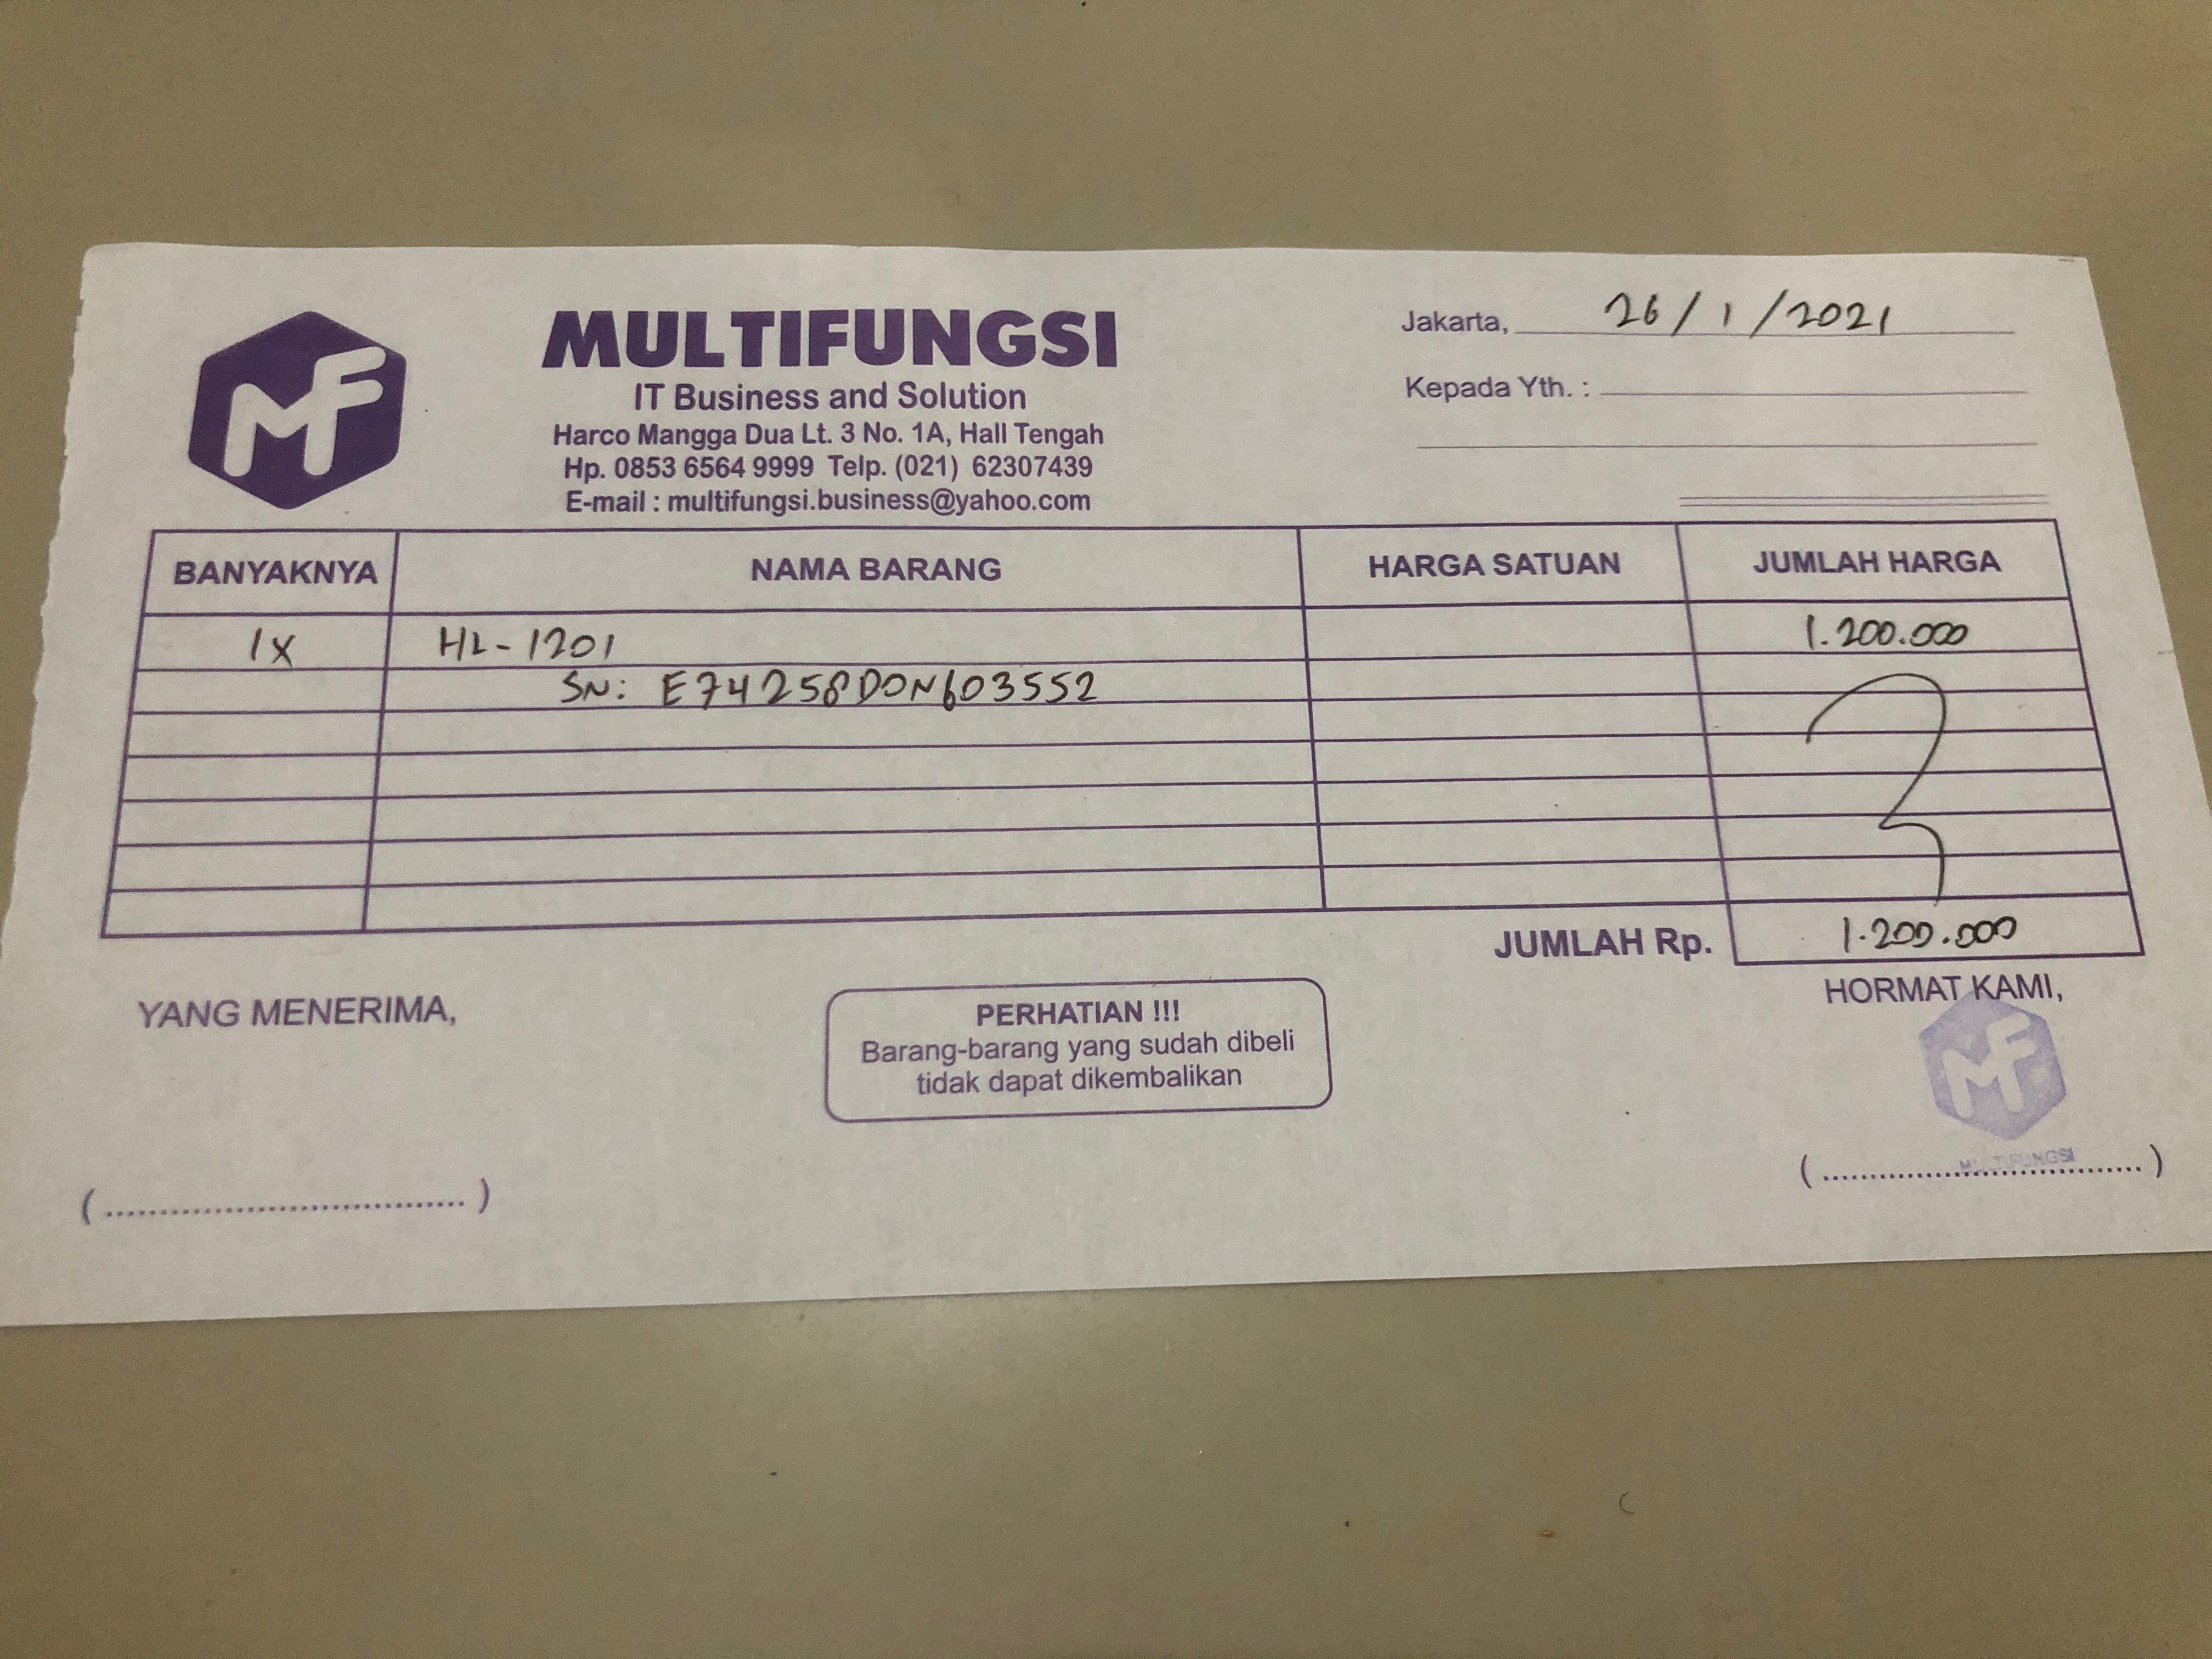 MF
MULTIFUNGSI
IT Business and Solution
Harco Mangga Dua Lt. 3 No. 1A, Hall Tengah
Hp. 0853 6564 9999 Telp. (021) 62307439
E-mail : multifungsi.business@yahoo.com
Jakarta, 26/1/2021
Kepada Yth. :
BANYAKNYA NAMA BARANG HARGA SATUAN JUMLAH HARGA
1X HL-1201 1.200.000
SN: E74258D0N603552
JUMLAH Rp. 1.200.000
YANG MENERIMA,
PERHATIAN !!!
Barang-barang yang sudah dibeli
tidak dapat dikembalikan
HORMAT KAMI,
MF
MULTIFUNGSI
(..................................)
(..................................)